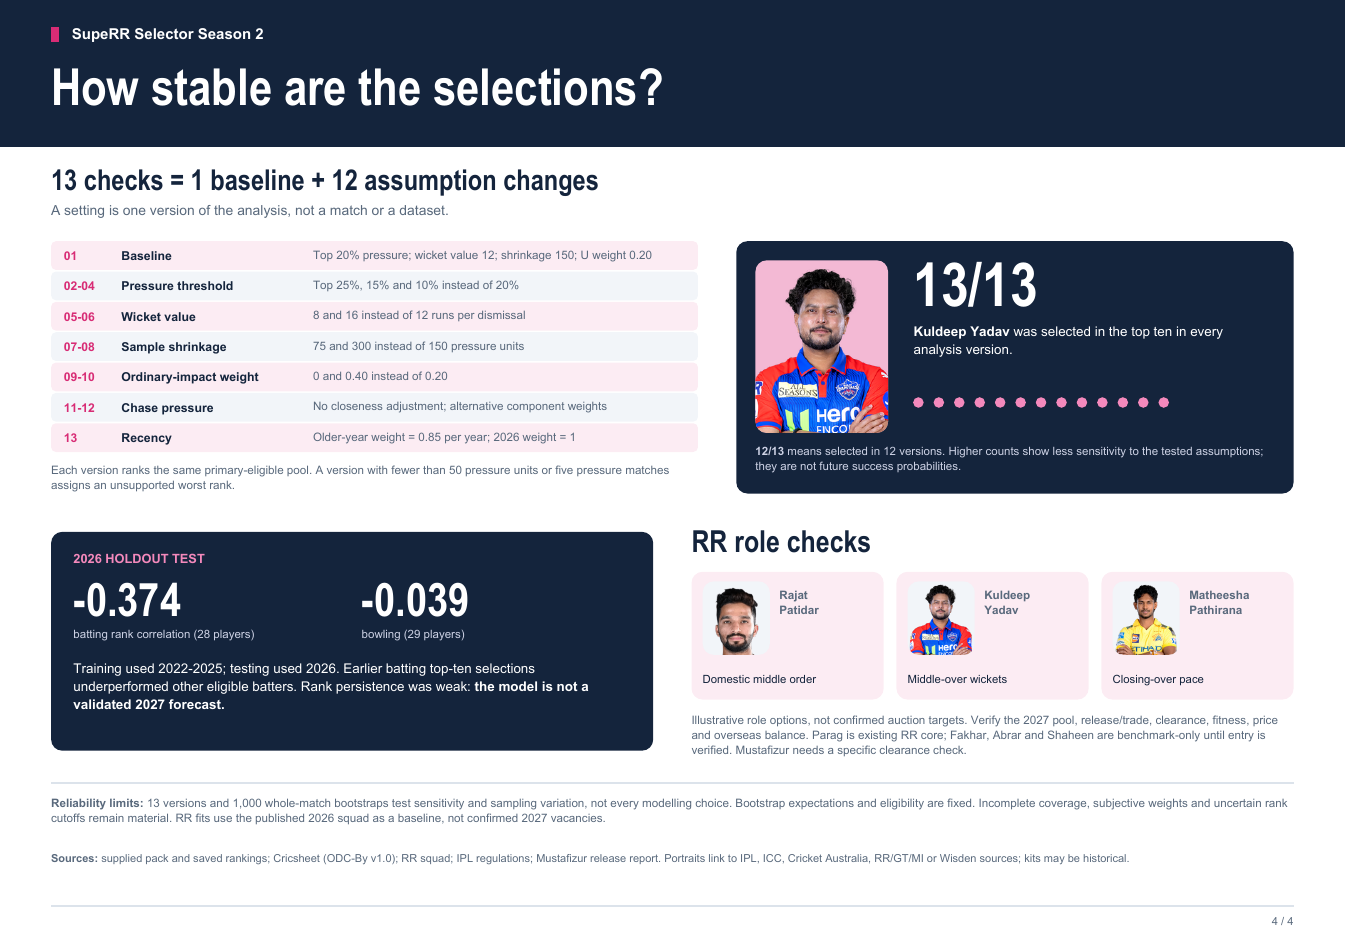 SupeRR Selector Season 2
How stable are the selections?
13 checks = 1 baseline + 12 assumption changes
A setting is one version of the analysis, not a match or a dataset.
01 Baseline Top 20% pressure; wicket value 12; shrinkage 150; U weight 0.20
02-04 Pressure threshold Top 25%, 15% and 10% instead of 20%
05-06 Wicket value 8 and 16 instead of 12 runs per dismissal
07-08 Sample shrinkage 75 and 300 instead of 150 pressure units
09-10 Ordinary-impact weight 0 and 0.40 instead of 0.20
11-12 Chase pressure No closeness adjustment; alternative component weights
13 Recency Older-year weight = 0.85 per year; 2026 weight = 1
Each version ranks the same primary-eligible pool. A version with fewer than 50 pressure units or five pressure matches
assigns an unsupported worst rank.
ALL
SEASONS
Hero
ENCO
13/13
Kuldeep Yadav was selected in the top ten in every
analysis version.
12/13 means selected in 12 versions. Higher counts show less sensitivity to the tested assumptions;
they are not future success probabilities.
2026 HOLDOUT TEST
-0.374
batting rank correlation (28 players)
-0.039
bowling (29 players)
Training used 2022-2025; testing used 2026. Earlier batting top-ten selections
underperformed other eligible batters. Rank persistence was weak: the model is not a
validated 2027 forecast.
RR role checks
Rajat
Patidar
Domestic middle order
Kuldeep
Yadav
Middle-over wickets
Matheesha
Pathirana
Closing-over pace
Illustrative role options, not confirmed auction targets. Verify the 2027 pool, release/trade, clearance, fitness, price
and overseas balance. Parag is existing RR core; Fakhar, Abrar and Shaheen are benchmark-only until entry is
verified. Mustafizur needs a specific clearance check.
Reliability limits: 13 versions and 1,000 whole-match bootstraps test sensitivity and sampling variation, not every modelling choice. Bootstrap expectations and eligibility are fixed. Incomplete coverage, subjective weights and uncertain rank
cutoffs remain material. RR fits use the published 2026 squad as a baseline, not confirmed 2027 vacancies.
Sources: supplied pack and saved rankings; Cricsheet (ODC-By v1.0); RR squad; IPL regulations; Mustafizur release report. Portraits link to IPL, ICC, Cricket Australia, RR/GT/MI or Wisden sources; kits may be historical.
4 / 4